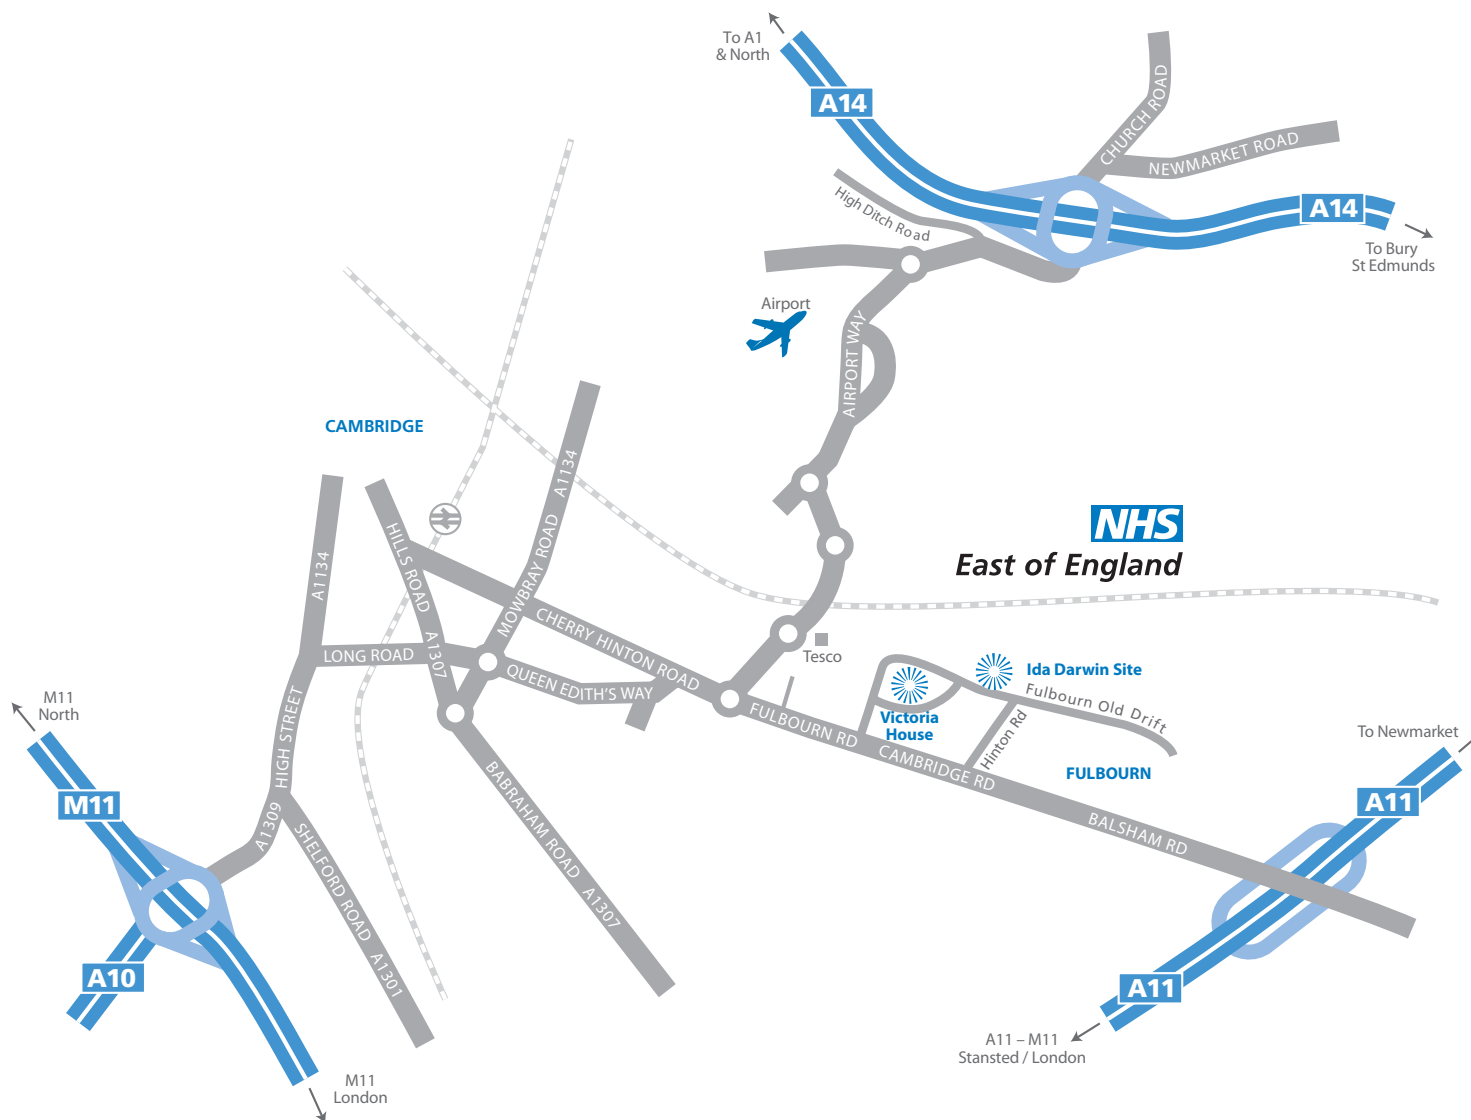 To A1
& North
A14
CHURCH ROAD
NEWMARKET ROAD
A14
High Ditch Road
To Bury
St Edmunds
Airport
AIRPORT WAY
CAMBRIDGE
A1134
MOWBRAY ROAD
HILLS ROAD
A1307
NHS
East of England
A1134
CHERRY HINTON ROAD
LONG ROAD
QUEEN EDITH'S WAY
Tesco
Ida Darwin Site
Fulbourn Old Drift
Victoria
House
Hinton Rd
FULBOURN RD
CAMBRIDGE RD
FULBOURN
BALSHAM RD
To Newmarket
A11
M11
North
M11
HIGH STREET
A1309
SHELFORD ROAD
A1301
BABRAHAM ROAD
A1307
A10
A11
A11 – M11
Stansted / London
M11
London